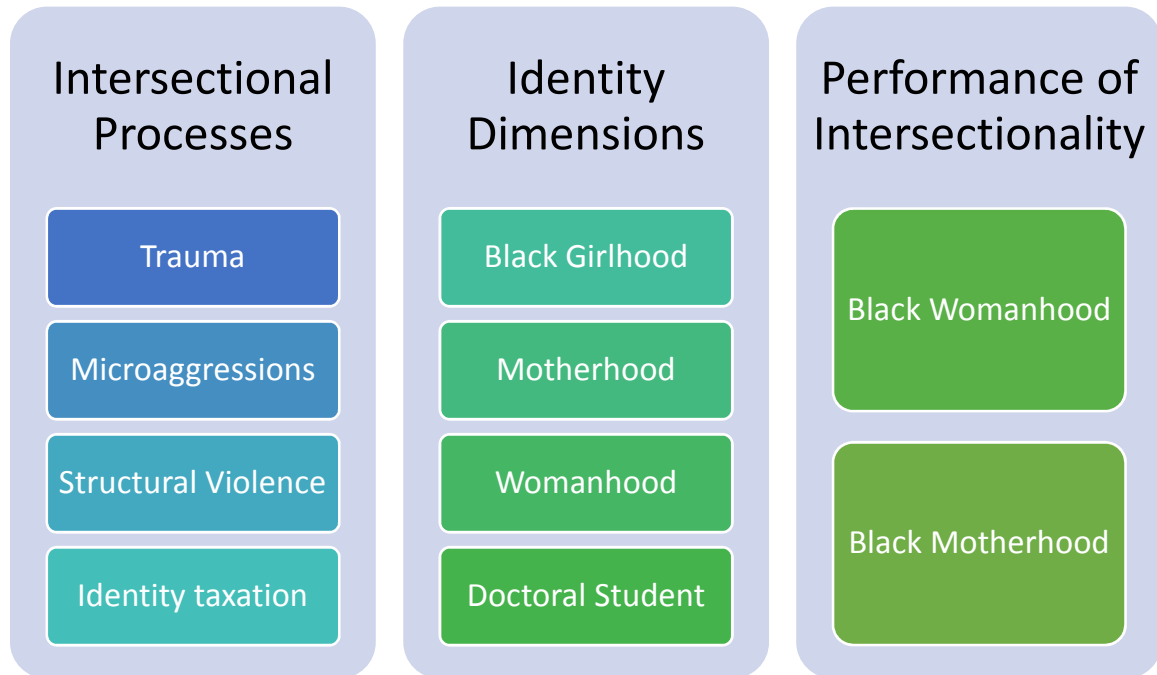 Intersectional
Processes
Trauma
Microaggressions
Structural Violence
Identity taxation
Identity
Dimensions
Black Girlhood
Motherhood
Womanhood
Doctoral Student
Performance of
Intersectionality
Black Womanhood
Black Motherhood